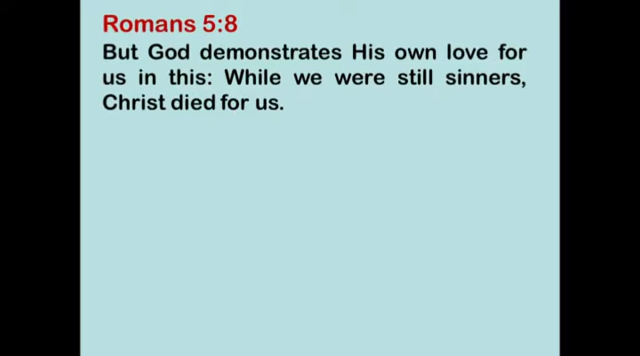 Romans 5:8
But God demonstrates His own love for
us in this: While we were still sinners,
Christ died for us.